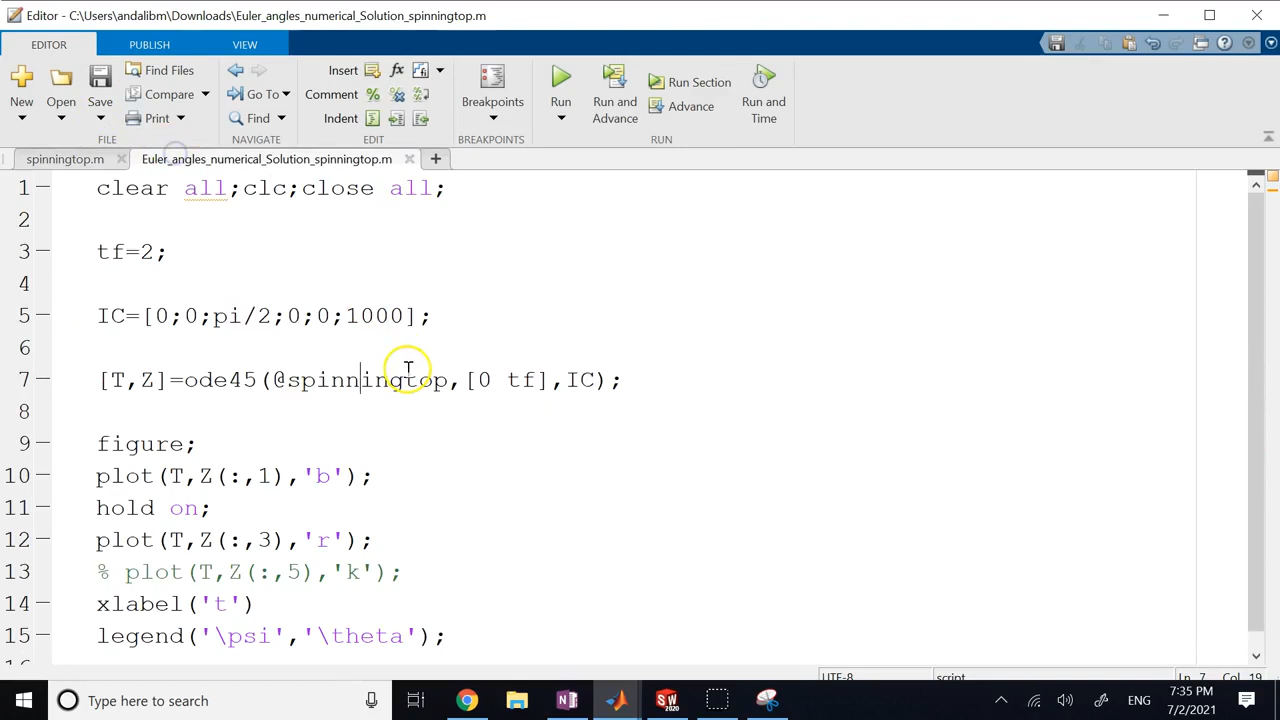 Editor - C:\Users\andalibm\Downloads\Euler_angles_numerical_Solution_spinningtop.m
EDITOR PUBLISH VIEW
New Open Save Find Files Compare Print
Insert Comment Indent
Go To Find
Breakpoints
Run Run and Advance Run Section Advance Run and Time
FILE NAVIGATE EDIT BREAKPOINTS RUN
spinningtop.m Euler_angles_numerical_Solution_spinningtop.m
1 clear all;clc;close all;
2
3 tf=2;
4
5 IC=[0;0;pi/2;0;0;1000];
6
7 [T,Z]=ode45(@spinningtop,[0 tf],IC);
8
9 figure;
10 plot(T,Z(:,1),'b');
11 hold on;
12 plot(T,Z(:,3),'r');
13 % plot(T,Z(:,5),'k');
14 xlabel('t')
15 legend('\psi','\theta');
16
UTF-8 script Ln 7 Col 19
Type here to search
SW 2020
ENG
7:35 PM
7/2/2021